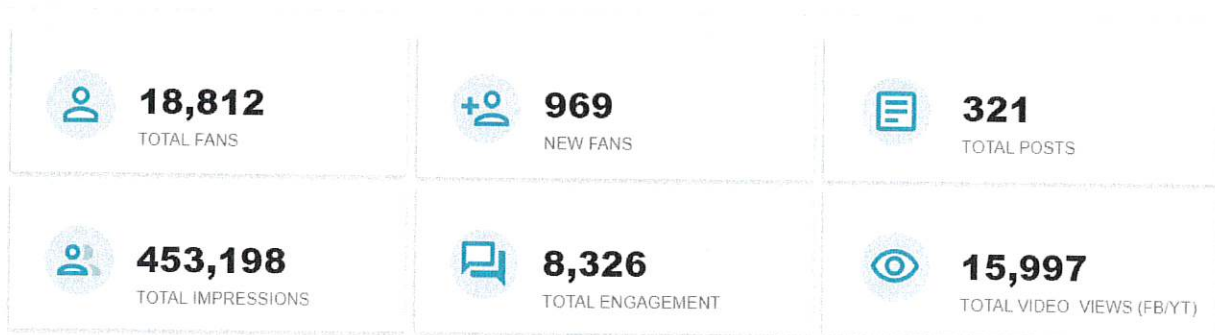 18,812
TOTAL FANS
969
NEW FANS
321
TOTAL POSTS
453,198
TOTAL IMPRESSIONS
8,326
TOTAL ENGAGEMENT
15,997
TOTAL VIDEO VIEWS (FB/YT)